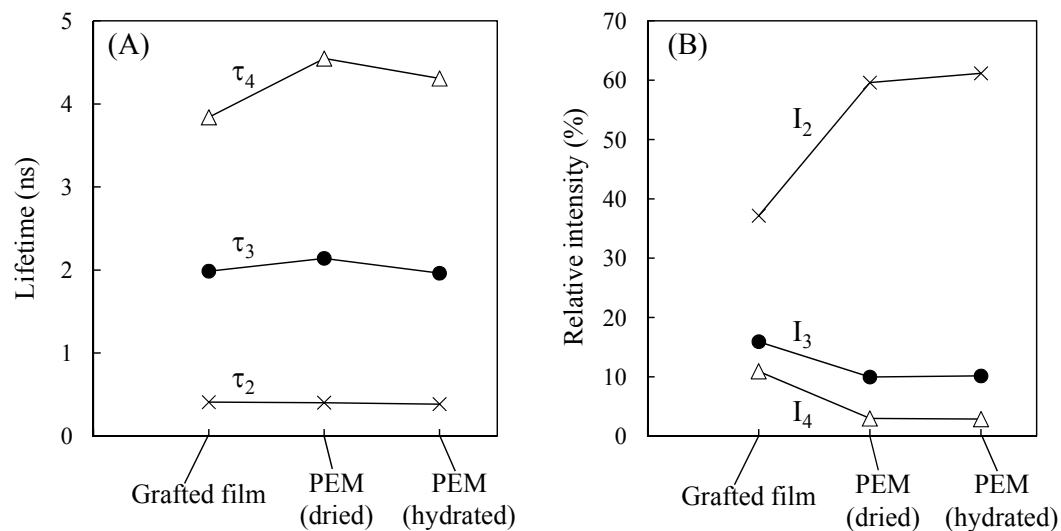 (A)
Lifetime (ns)
5
4
3
2
1
0
τ4
τ3
τ2
Grafted film
PEM
(dried)
PEM
(hydrated)
(B)
Relative intensity (%)
70
60
50
40
30
20
10
0
I2
I3
I4
Grafted film
PEM
(dried)
PEM
(hydrated)